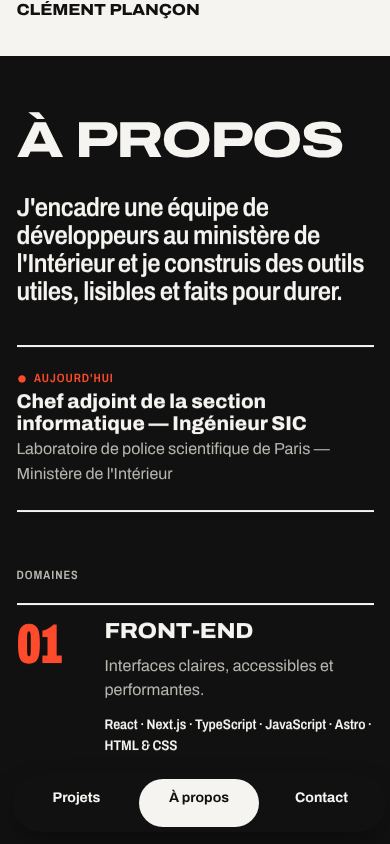 CLÉMENT PLANÇON
À PROPOS
J'encadre une équipe de
développeurs au ministère de
l'Intérieur et je construis des outils
utiles, lisibles et faits pour durer.
AUJOURD'HUI
Chef adjoint de la section
informatique — Ingénieur SIC
Laboratoire de police scientifique de Paris —
Ministère de l'Intérieur
DOMAINES
01
FRONT-END
Interfaces claires, accessibles et
performantes.
React · Next.js · TypeScript · JavaScript · Astro ·
HTML & CSS
Projets
À propos
Contact